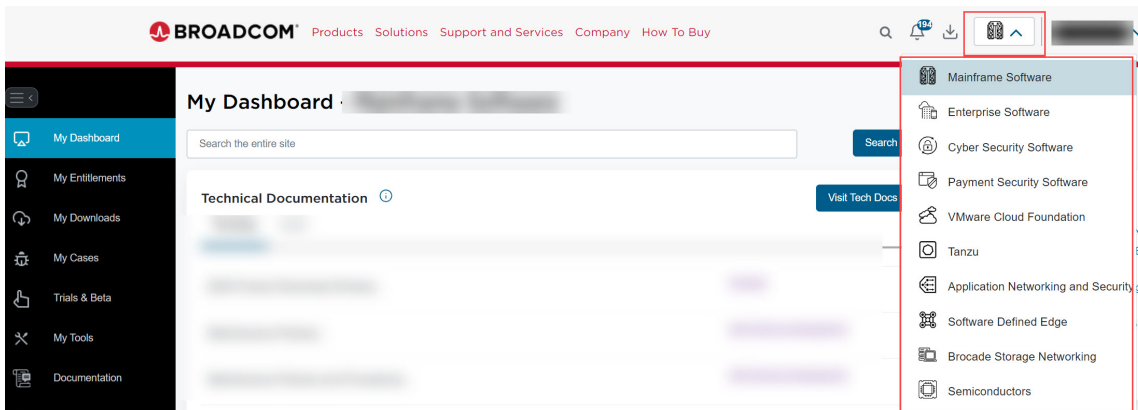 BROADCOM® Products Solutions Support and Services Company How To Buy 194
Mainframe Software
My Dashboard -
Enterprise Software
My Dashboard
Search the entire site
Search
Cyber Security Software
My Entitlements
Technical Documentation
Visit Tech Docs
Payment Security Software
My Downloads
VMware Cloud Foundation
My Cases
Tanzu
Trials & Beta
Application Networking and Security
My Tools
Software Defined Edge
Brocade Storage Networking
Documentation
Semiconductors